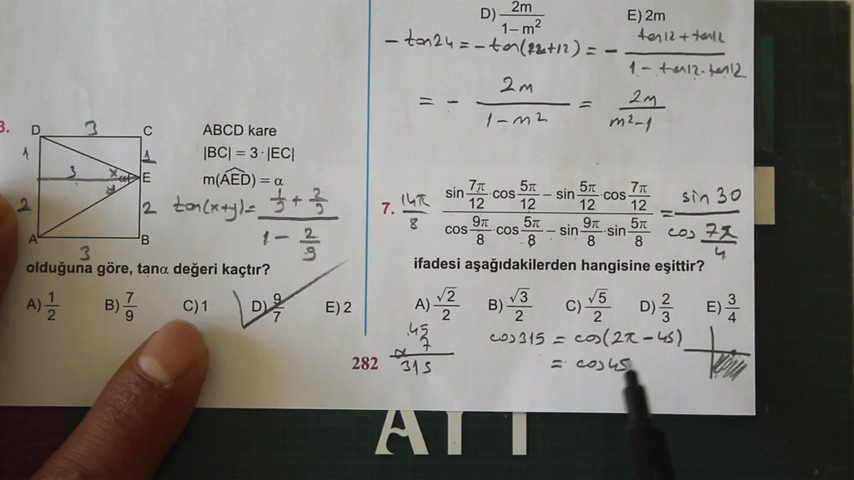 D) 2m / 1 − m²
E) 2m
− tan24 = − tan(12+12) = − tan12 + tan12 / 1 − tan12 . tan12
= − 2m / 1 − m² = 2m / m² − 1
3.
D 3 C
1 1
3 x α E
y
2 2
A 3 B
ABCD kare
|BC| = 3·|EC|
m(AED) = α
tan(x+y) = 1/3 + 2/3 / 1 − 2/9
olduğuna göre, tanα değeri kaçtır?
A) 1/2 B) 7/9 C) 1 D) 9/7 E) 2
7. 14π/8 sin 7π/12 · cos 5π/12 − sin 5π/12 · cos 7π/12 / cos 9π/8 · cos 5π/8 − sin 9π/8 · sin 5π/8 = sin 30 / cos 7π/4
ifadesi aşağıdakilerden hangisine eşittir?
A) √2/2 B) √3/2 C) √5/2 D) 2/3 E) 3/4
45
x 7
315
cos315 = cos(2π − 45)
= cos45
282
AYT